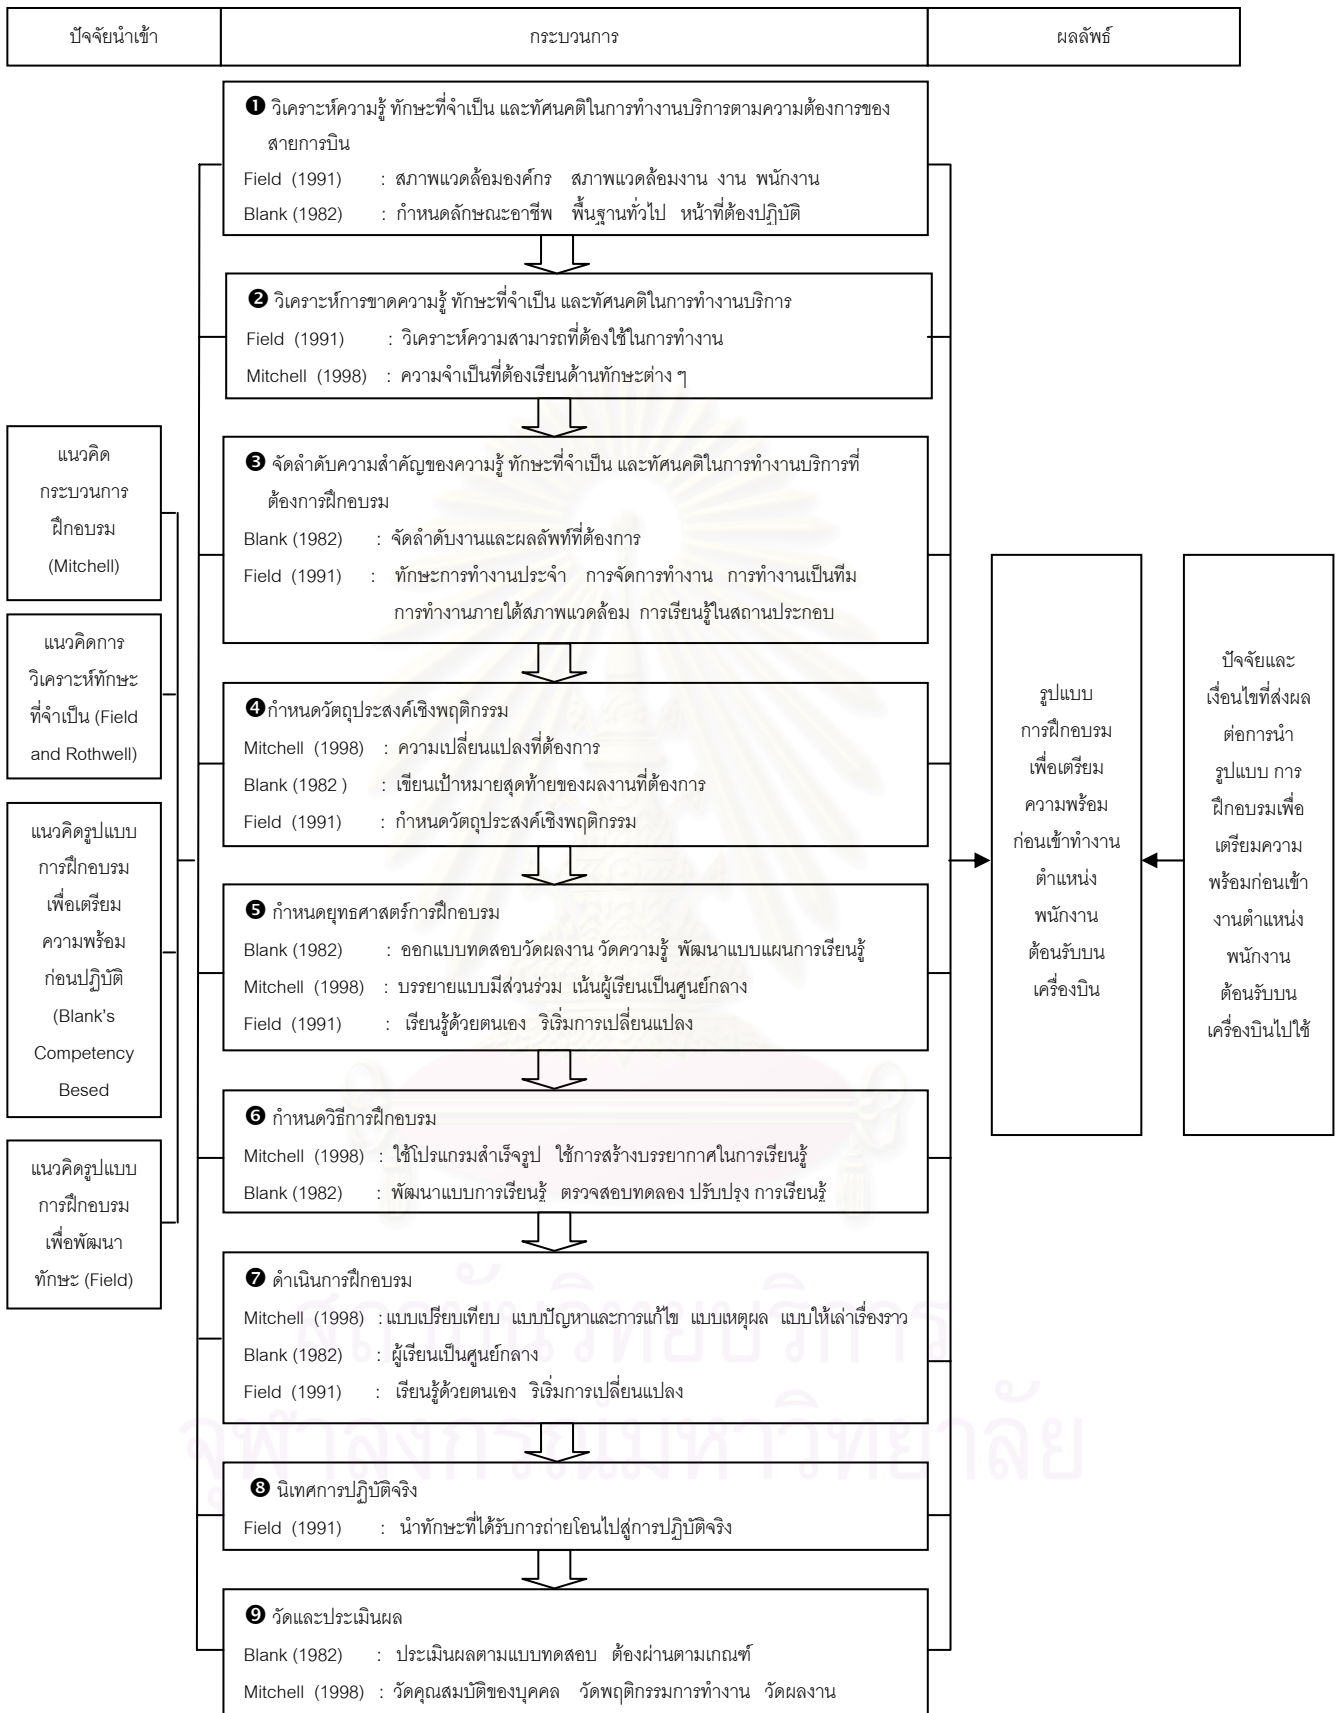 ปัจจัยนำเข้า
กระบวนการ
ผลลัพธ์
❶ วิเคราะห์ความรู้ ทักษะที่จำเป็น และทัศนคติในการทำงานบริการตามความต้องการของ
สายการบิน
Field (1991) : สภาพแวดล้อมองค์กร สภาพแวดล้อมงาน งาน พนักงาน
Blank (1982) : กำหนดลักษณะอาชีพ พื้นฐานทั่วไป หน้าที่ต้องปฏิบัติ
❷ วิเคราะห์การขาดความรู้ ทักษะที่จำเป็น และทัศนคติในการทำงานบริการ
Field (1991) : วิเคราะห์ความสามารถที่ต้องใช้ในการทำงาน
Mitchell (1998) : ความจำเป็นที่ต้องเรียนด้านทักษะต่าง ๆ
❸ จัดลำดับความสำคัญของความรู้ ทักษะที่จำเป็น และทัศนคติในการทำงานบริการที่
ต้องการฝึกอบรม
Blank (1982) : จัดลำดับงานและผลลัพท์ที่ต้องการ
Field (1991) : ทักษะการทำงานประจำ การจัดการทำงาน การทำงานเป็นทีม
การทำงานภายใต้สภาพแวดล้อม การเรียนรู้ในสถานประกอบ
❹กำหนดวัตถุประสงค์เชิงพฤติกรรม
Mitchell (1998) : ความเปลี่ยนแปลงที่ต้องการ
Blank (1982 ) : เขียนเป้าหมายสุดท้ายของผลงานที่ต้องการ
Field (1991) : กำหนดวัตถุประสงค์เชิงพฤติกรรม
❺ กำหนดยุทธศาสตร์การฝึกอบรม
Blank (1982) : ออกแบบทดสอบวัดผลงาน วัดความรู้ พัฒนาแบบแผนการเรียนรู้
Mitchell (1998) : บรรยายแบบมีส่วนร่วม เน้นผู้เรียนเป็นศูนย์กลาง
Field (1991) : เรียนรู้ด้วยตนเอง ริเริ่มการเปลี่ยนแปลง
❻ กำหนดวิธีการฝึกอบรม
Mitchell (1998) : ใช้โปรแกรมสำเร็จรูป ใช้การสร้างบรรยากาศในการเรียนรู้
Blank (1982) : พัฒนาแบบการเรียนรู้ ตรวจสอบทดลอง ปรับปรุง การเรียนรู้
❼ ดำเนินการฝึกอบรม
Mitchell (1998) : แบบเปรียบเทียบ แบบปัญหาและการแก้ไข แบบเหตุผล แบบให้เล่าเรื่องราว
Blank (1982) : ผู้เรียนเป็นศูนย์กลาง
Field (1991) : เรียนรู้ด้วยตนเอง ริเริ่มการเปลี่ยนแปลง
❽ นิเทศการปฏิบัติจริง
Field (1991) : นำทักษะที่ได้รับการถ่ายโอนไปสู่การปฏิบัติจริง
❾ วัดและประเมินผล
Blank (1982) : ประเมินผลตามแบบทดสอบ ต้องผ่านตามเกณฑ์
Mitchell (1998) : วัดคุณสมบัติของบุคคล วัดพฤติกรรมการทำงาน วัดผลงาน
แนวคิด
กระบวนการ
ฝึกอบรม
(Mitchell)
แนวคิดการ
วิเคราะห์ทักษะ
ที่จำเป็น (Field
and Rothwell)
แนวคิดรูปแบบ
การฝึกอบรม
เพื่อเตรียม
ความพร้อม
ก่อนปฏิบัติ
(Blank's
Competency
Besed
แนวคิดรูปแบบ
การฝึกอบรม
เพื่อพัฒนา
ทักษะ (Field)
รูปแบบ
การฝึกอบรม
เพื่อเตรียม
ความพร้อม
ก่อนเข้าทำงาน
ตำแหน่ง
พนักงาน
ต้อนรับบน
เครื่องบิน
ปัจจัยและ
เงื่อนไขที่ส่งผล
ต่อการนำ
รูปแบบ การ
ฝึกอบรมเพื่อ
เตรียมความ
พร้อมก่อนเข้า
งานตำแหน่ง
พนักงาน
ต้อนรับบน
เครื่องบินไปใช้
สถาบันวิทยบริการ
จุฬาลงกรณ์มหาวิทยาลัย